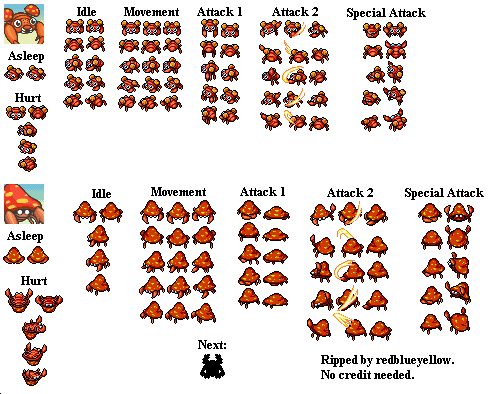 Idle
Movement
Attack 1
Attack 2
Special Attack
Asleep
Hurt
Idle
Movement
Attack 1
Attack 2
Special Attack
Asleep
Hurt
Next:
Ripped by redblueyellow.
No credit needed.